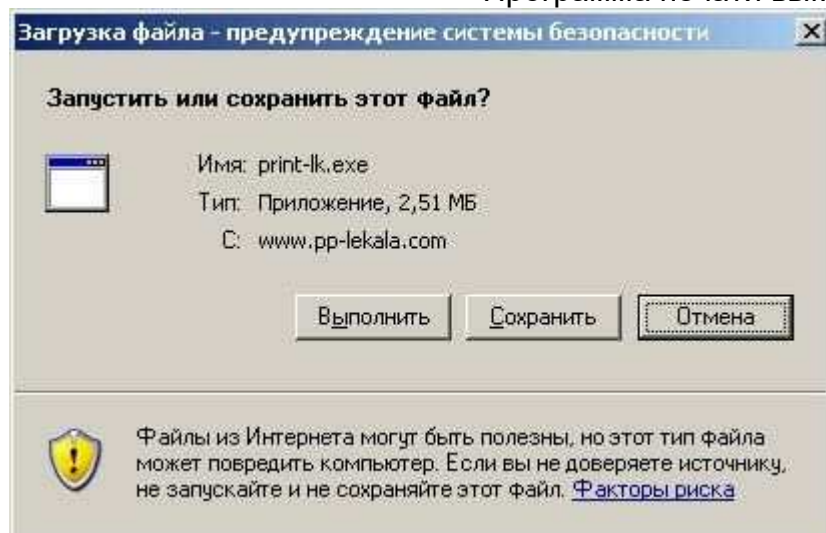 Загрузка файла - предупреждение системы безопасности
Запустить или сохранить этот файл?
Имя: print-lk.exe
Тип: Приложение, 2,51 МБ
С: www.pp-lekala.com
Выполнить Сохранить Отмена
Файлы из Интернета могут быть полезны, но этот тип файла
может повредить компьютер. Если вы не доверяете источнику,
не запускайте и не сохраняйте этот файл. Факторы риска